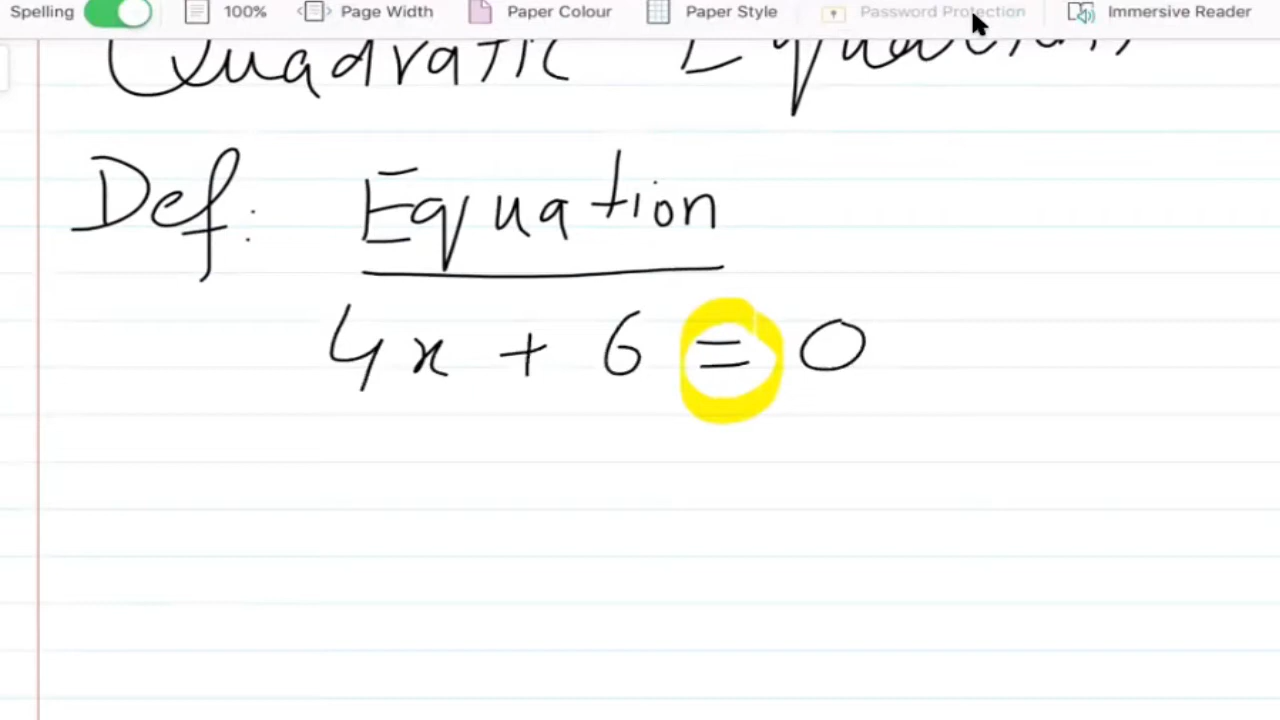 Spelling 100% Page Width Paper Colour Paper Style Password Protection Immersive Reader
Quadratic Equations
Def: Equation
4x + 6 = 0